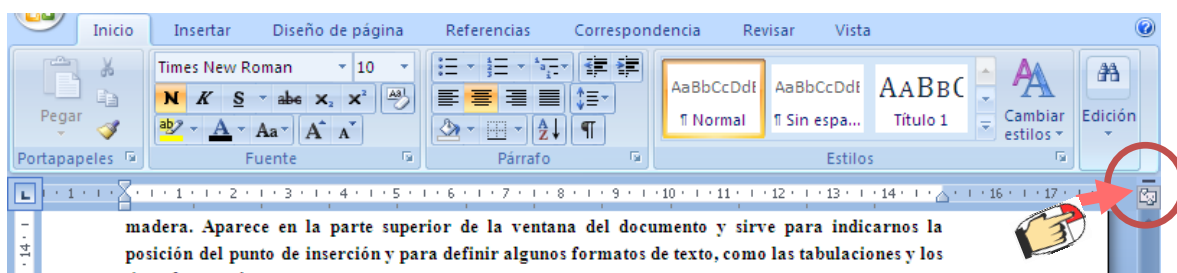 Inicio Insertar Diseño de página Referencias Correspondencia Revisar Vista
Times New Roman 10
N K S abe x₂ x² Aa
ab A Aa A A
AaBbCcDdE AaBbCcDdE AABBC
¶ Normal ¶ Sin espa... Título 1
Pegar
Cambiar estilos
Edición
Portapapeles Fuente Párrafo Estilos
L 1 1 2 3 4 5 6 7 8 9 10 11 12 13 14 16 17
14
madera. Aparece en la parte superior de la ventana del documento y sirve para indicarnos la
posición del punto de inserción y para definir algunos formatos de texto, como las tabulaciones y los